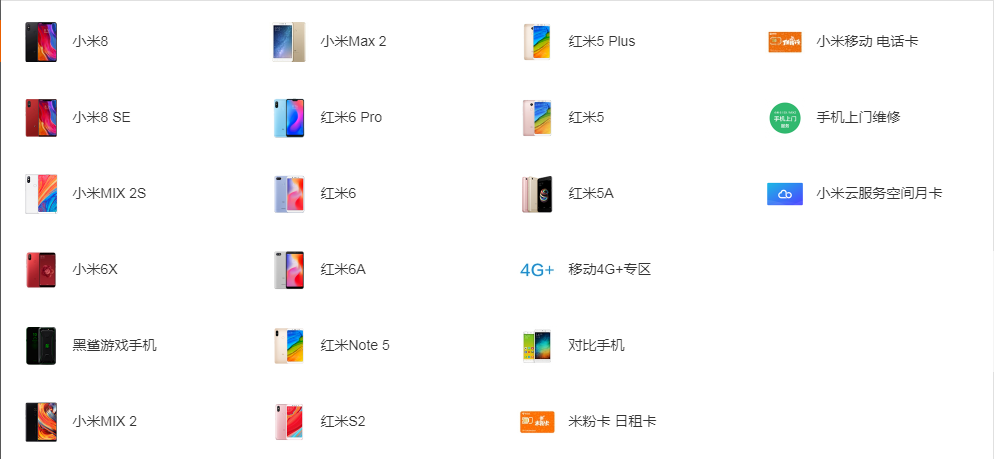 小米8
小米8 SE
小米MIX 2S
小米6X
黑鲨游戏手机
小米MIX 2
小米Max 2
红米6 Pro
红米6
红米6A
红米Note 5
红米S2
红米5 Plus
红米5
红米5A
4G+ 移动4G+专区
对比手机
米粉卡 日租卡
小米移动 电话卡
手机上门
手机上门维修
小米云服务空间月卡